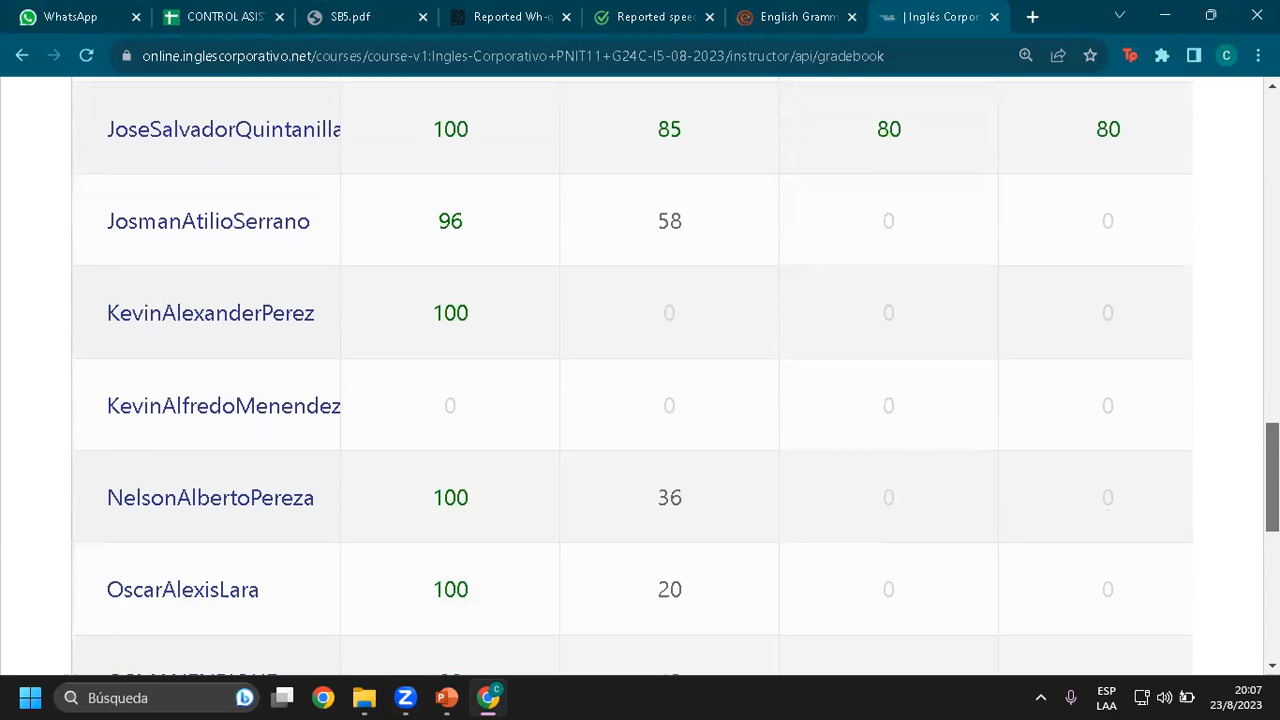 WhatsApp
CONTROL ASIS
SB5.pdf
Reported Wh-q
Reported speec
English Gramm
| Inglés Corpor
online.inglescorporativo.net/courses/course-v1:Ingles-Corporativo+PNIT11+G24C-I5-08-2023/instructor/api/gradebook
C
JoseSalvadorQuintanilla 100 85 80 80
JosmanAtilioSerrano 96 58 0 0
KevinAlexanderPerez 100 0 0 0
KevinAlfredoMenendez 0 0 0 0
NelsonAlbertoPereza 100 36 0 0
OscarAlexisLara 100 20 0 0
Búsqueda
ESP
LAA
20:07
23/8/2023